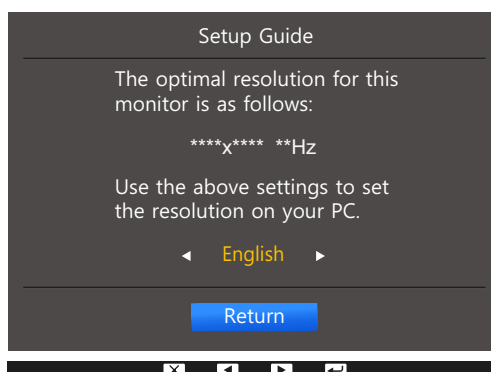 Setup Guide
The optimal resolution for this
monitor is as follows:
****x**** **Hz
Use the above settings to set
the resolution on your PC.
English
Return